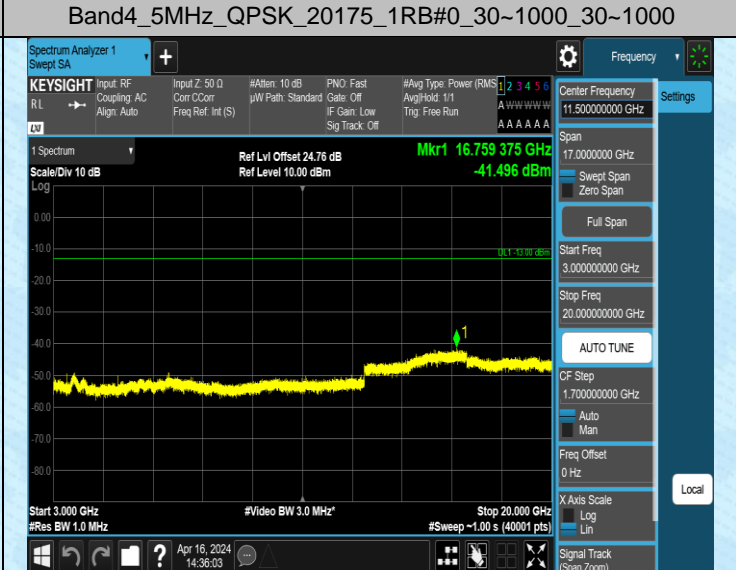 Band4_5MHz_QPSK_20175_1RB#0_30~1000_30~1000
Spectrum Analyzer 1
Swept SA
Frequency
KEYSIGHT
RL
LXI
Input: RF
Coupling: AC
Align: Auto
Input Z: 50 Ω
Corr CCorr
Freq Ref: Int (S)
#Atten: 10 dB
µW Path: Standard
PNO: Fast
Gate: Off
IF Gain: Low
Sig Track: Off
#Avg Type: Power (RMS
Avg|Hold: 1/1
Trig: Free Run
1 2 3 4 5 6
A W W W W W
A A A A A A
Center Frequency
11.500000000 GHz
Settings
1 Spectrum
Scale/Div 10 dB
Log
Ref Lvl Offset 24.76 dB
Ref Level 10.00 dBm
Mkr1 16.759 375 GHz
-41.496 dBm
Span
17.0000000 GHz
Swept Span
Zero Span
Full Span
Start Freq
3.000000000 GHz
Stop Freq
20.000000000 GHz
AUTO TUNE
CF Step
1.700000000 GHz
Auto
Man
Freq Offset
0 Hz
X Axis Scale
Log
Lin
Signal Track
(Span Zoom)
Local
0.00
-10.0
DL1 -13.00 dBm
-20.0
-30.0
-40.0
1
-50.0
-60.0
-70.0
-80.0
Start 3.000 GHz
#Video BW 3.0 MHz*
Stop 20.000 GHz
#Res BW 1.0 MHz
#Sweep ~1.00 s (40001 pts)
?
Apr 16, 2024
14:36:03